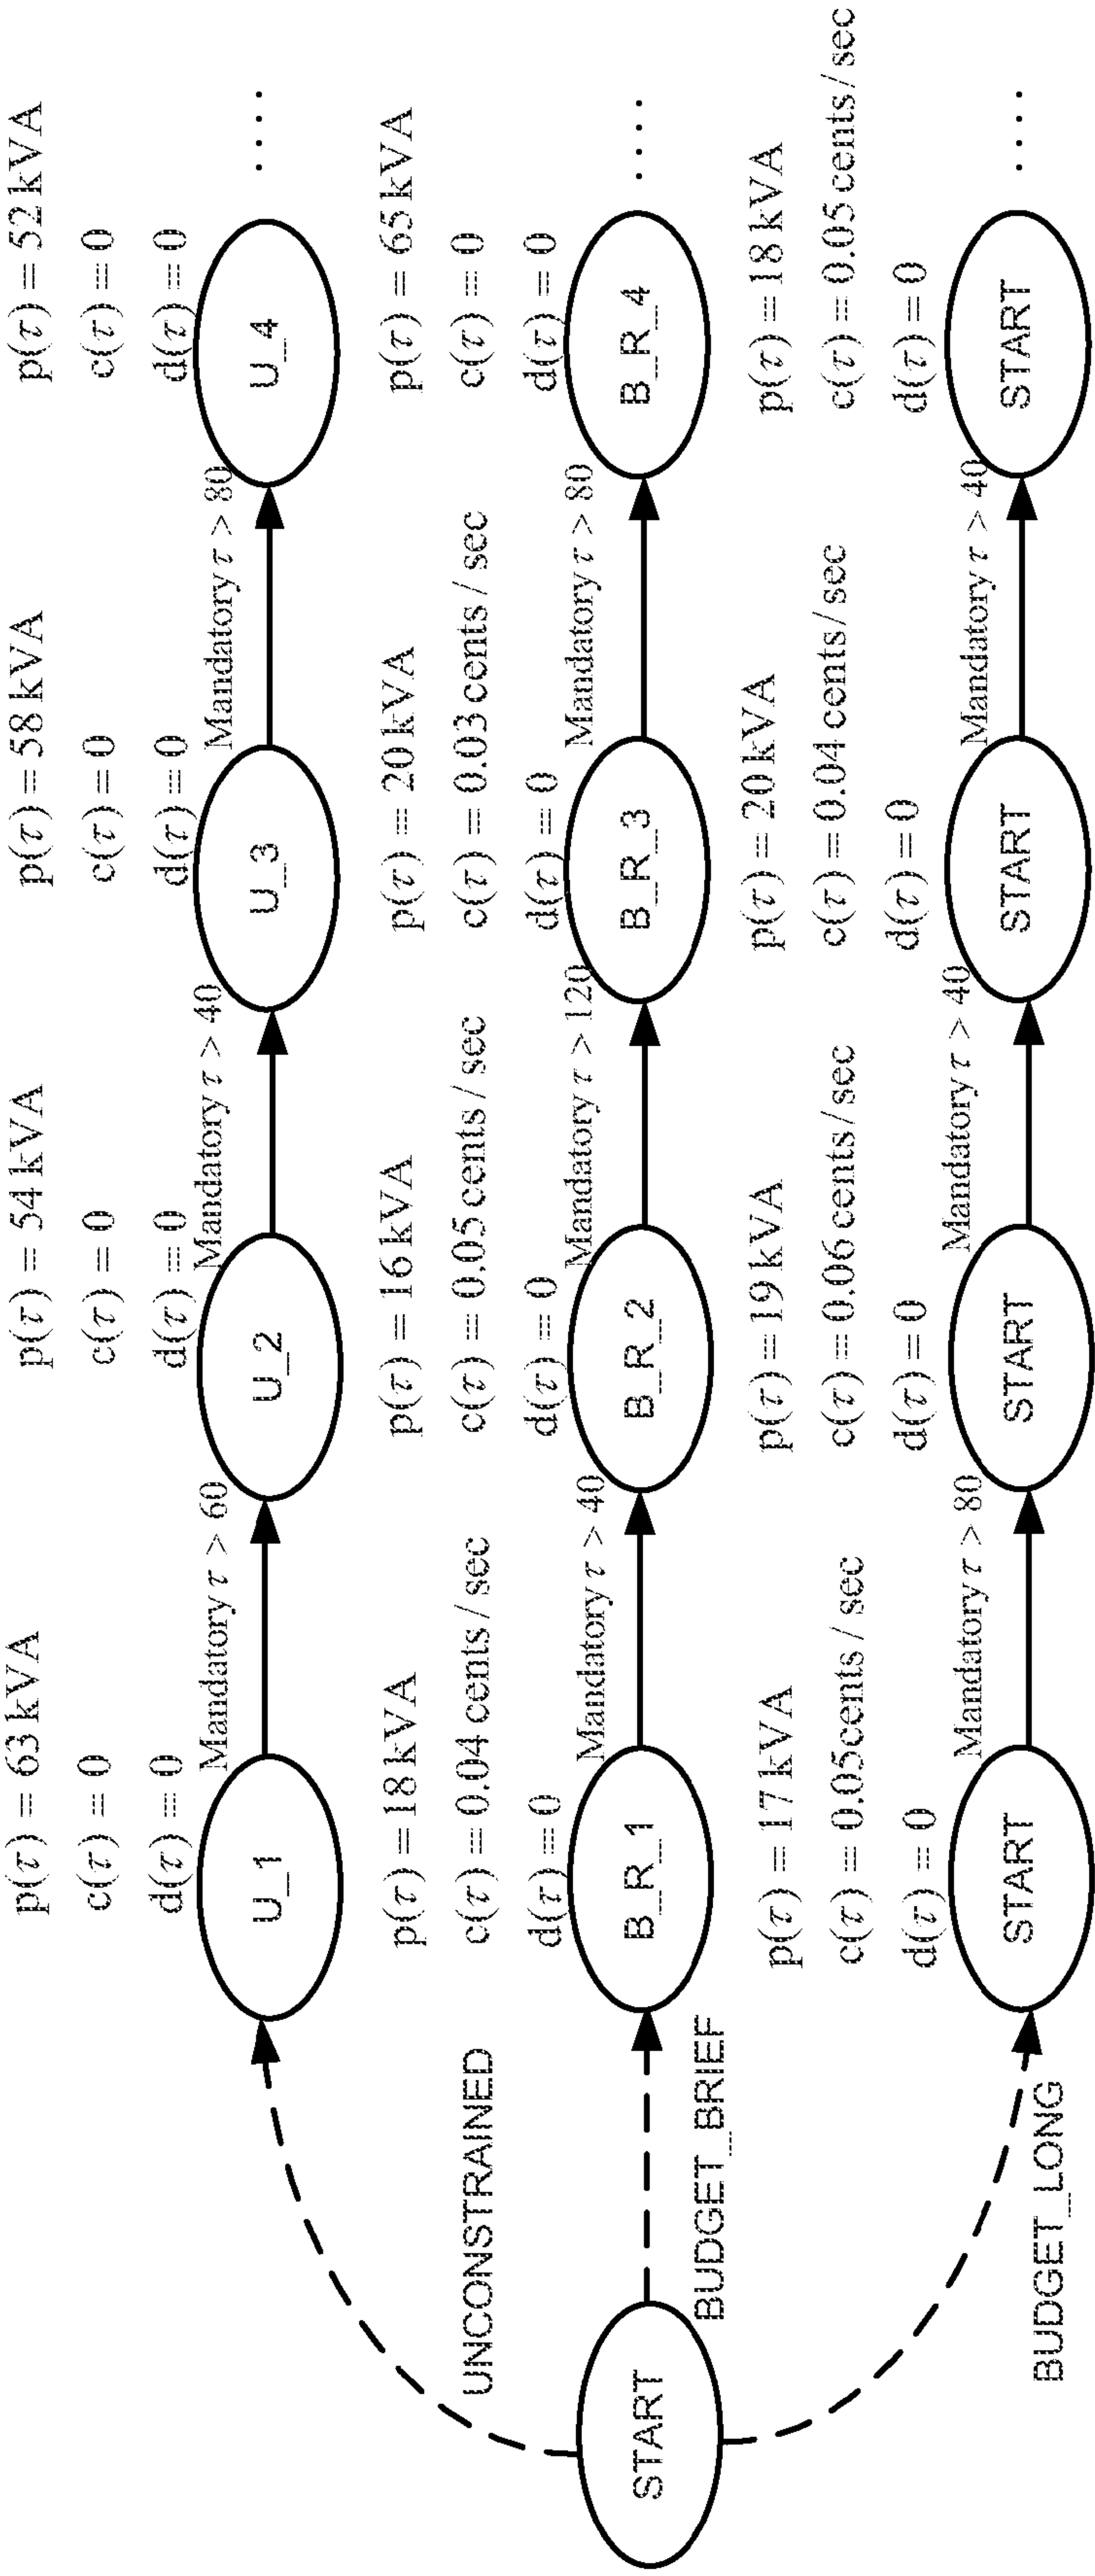 p(τ) = 63 kVA
c(τ) = 0
d(τ) = 0
U_1
Mandatory τ > 60
p(τ) = 54 kVA
c(τ) = 0
d(τ) = 0
U_2
Mandatory τ > 40
p(τ) = 58 kVA
c(τ) = 0
d(τ) = 0
U_3
Mandatory τ > 80
p(τ) = 52 kVA
c(τ) = 0
d(τ) = 0
U_4
....
UNCONSTRAINED
START
BUDGET_BRIEF
p(τ) = 18 kVA
c(τ) = 0.04 cents / sec
d(τ) = 0
B_R_1
Mandatory τ > 40
p(τ) = 16 kVA
c(τ) = 0.05 cents / sec
d(τ) = 0
B_R_2
Mandatory τ > 120
p(τ) = 20 kVA
c(τ) = 0.03 cents / sec
d(τ) = 0
B_R_3
Mandatory τ > 80
p(τ) = 65 kVA
c(τ) = 0
d(τ) = 0
B_R_4
....
BUDGET_LONG
p(τ) = 17 kVA
c(τ) = 0.05cents / sec
d(τ) = 0
START
Mandatory τ > 80
p(τ) = 19 kVA
c(τ) = 0.06 cents/sec
d(τ) = 0
START
Mandatory τ > 40
p(τ) = 20 kVA
c(τ) = 0.04 cents/sec
d(τ) = 0
START
Mandatory τ > 40
p(τ) = 18 kVA
c(τ) = 0.05 cents/sec
d(τ) = 0
START
....